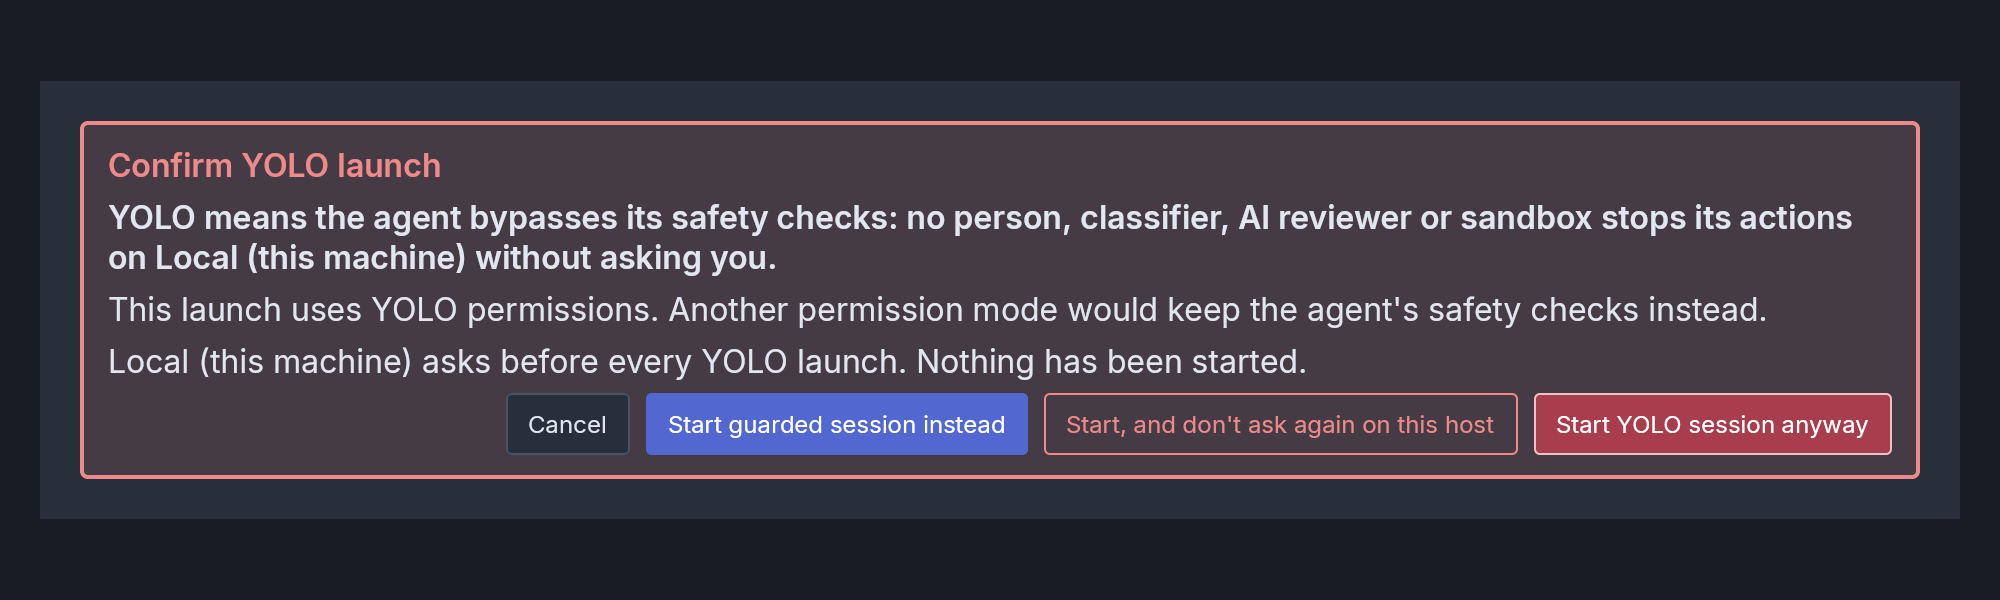 Confirm YOLO launch
YOLO means the agent bypasses its safety checks: no person, classifier, AI reviewer or sandbox stops its actions
on Local (this machine) without asking you.
This launch uses YOLO permissions. Another permission mode would keep the agent's safety checks instead.
Local (this machine) asks before every YOLO launch. Nothing has been started.
Cancel
Start guarded session instead
Start, and don't ask again on this host
Start YOLO session anyway